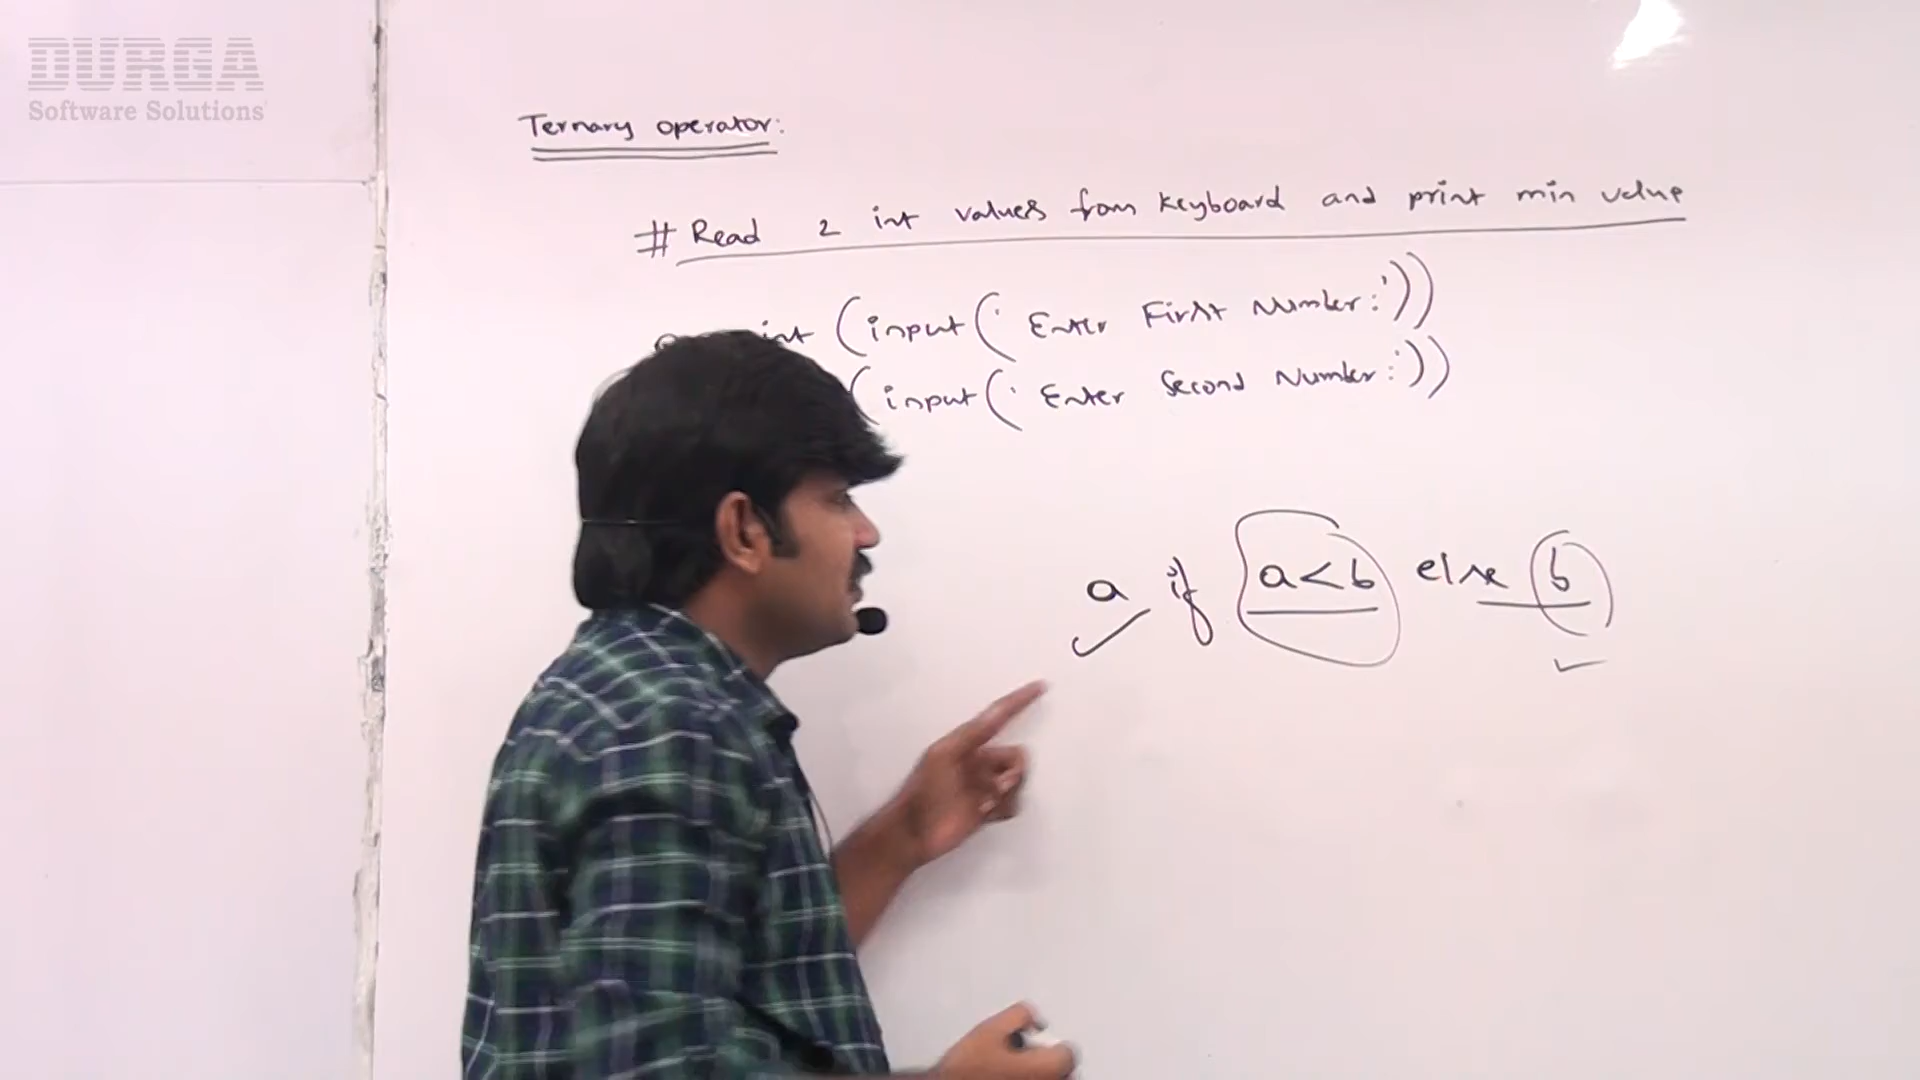 DURGA
Software Solutions
Ternary operator:
# Read 2 int values from keyboard and print min value
int (input(' Enter First Number:'))
(input(' Enter Second Number:'))
a if a<b else b